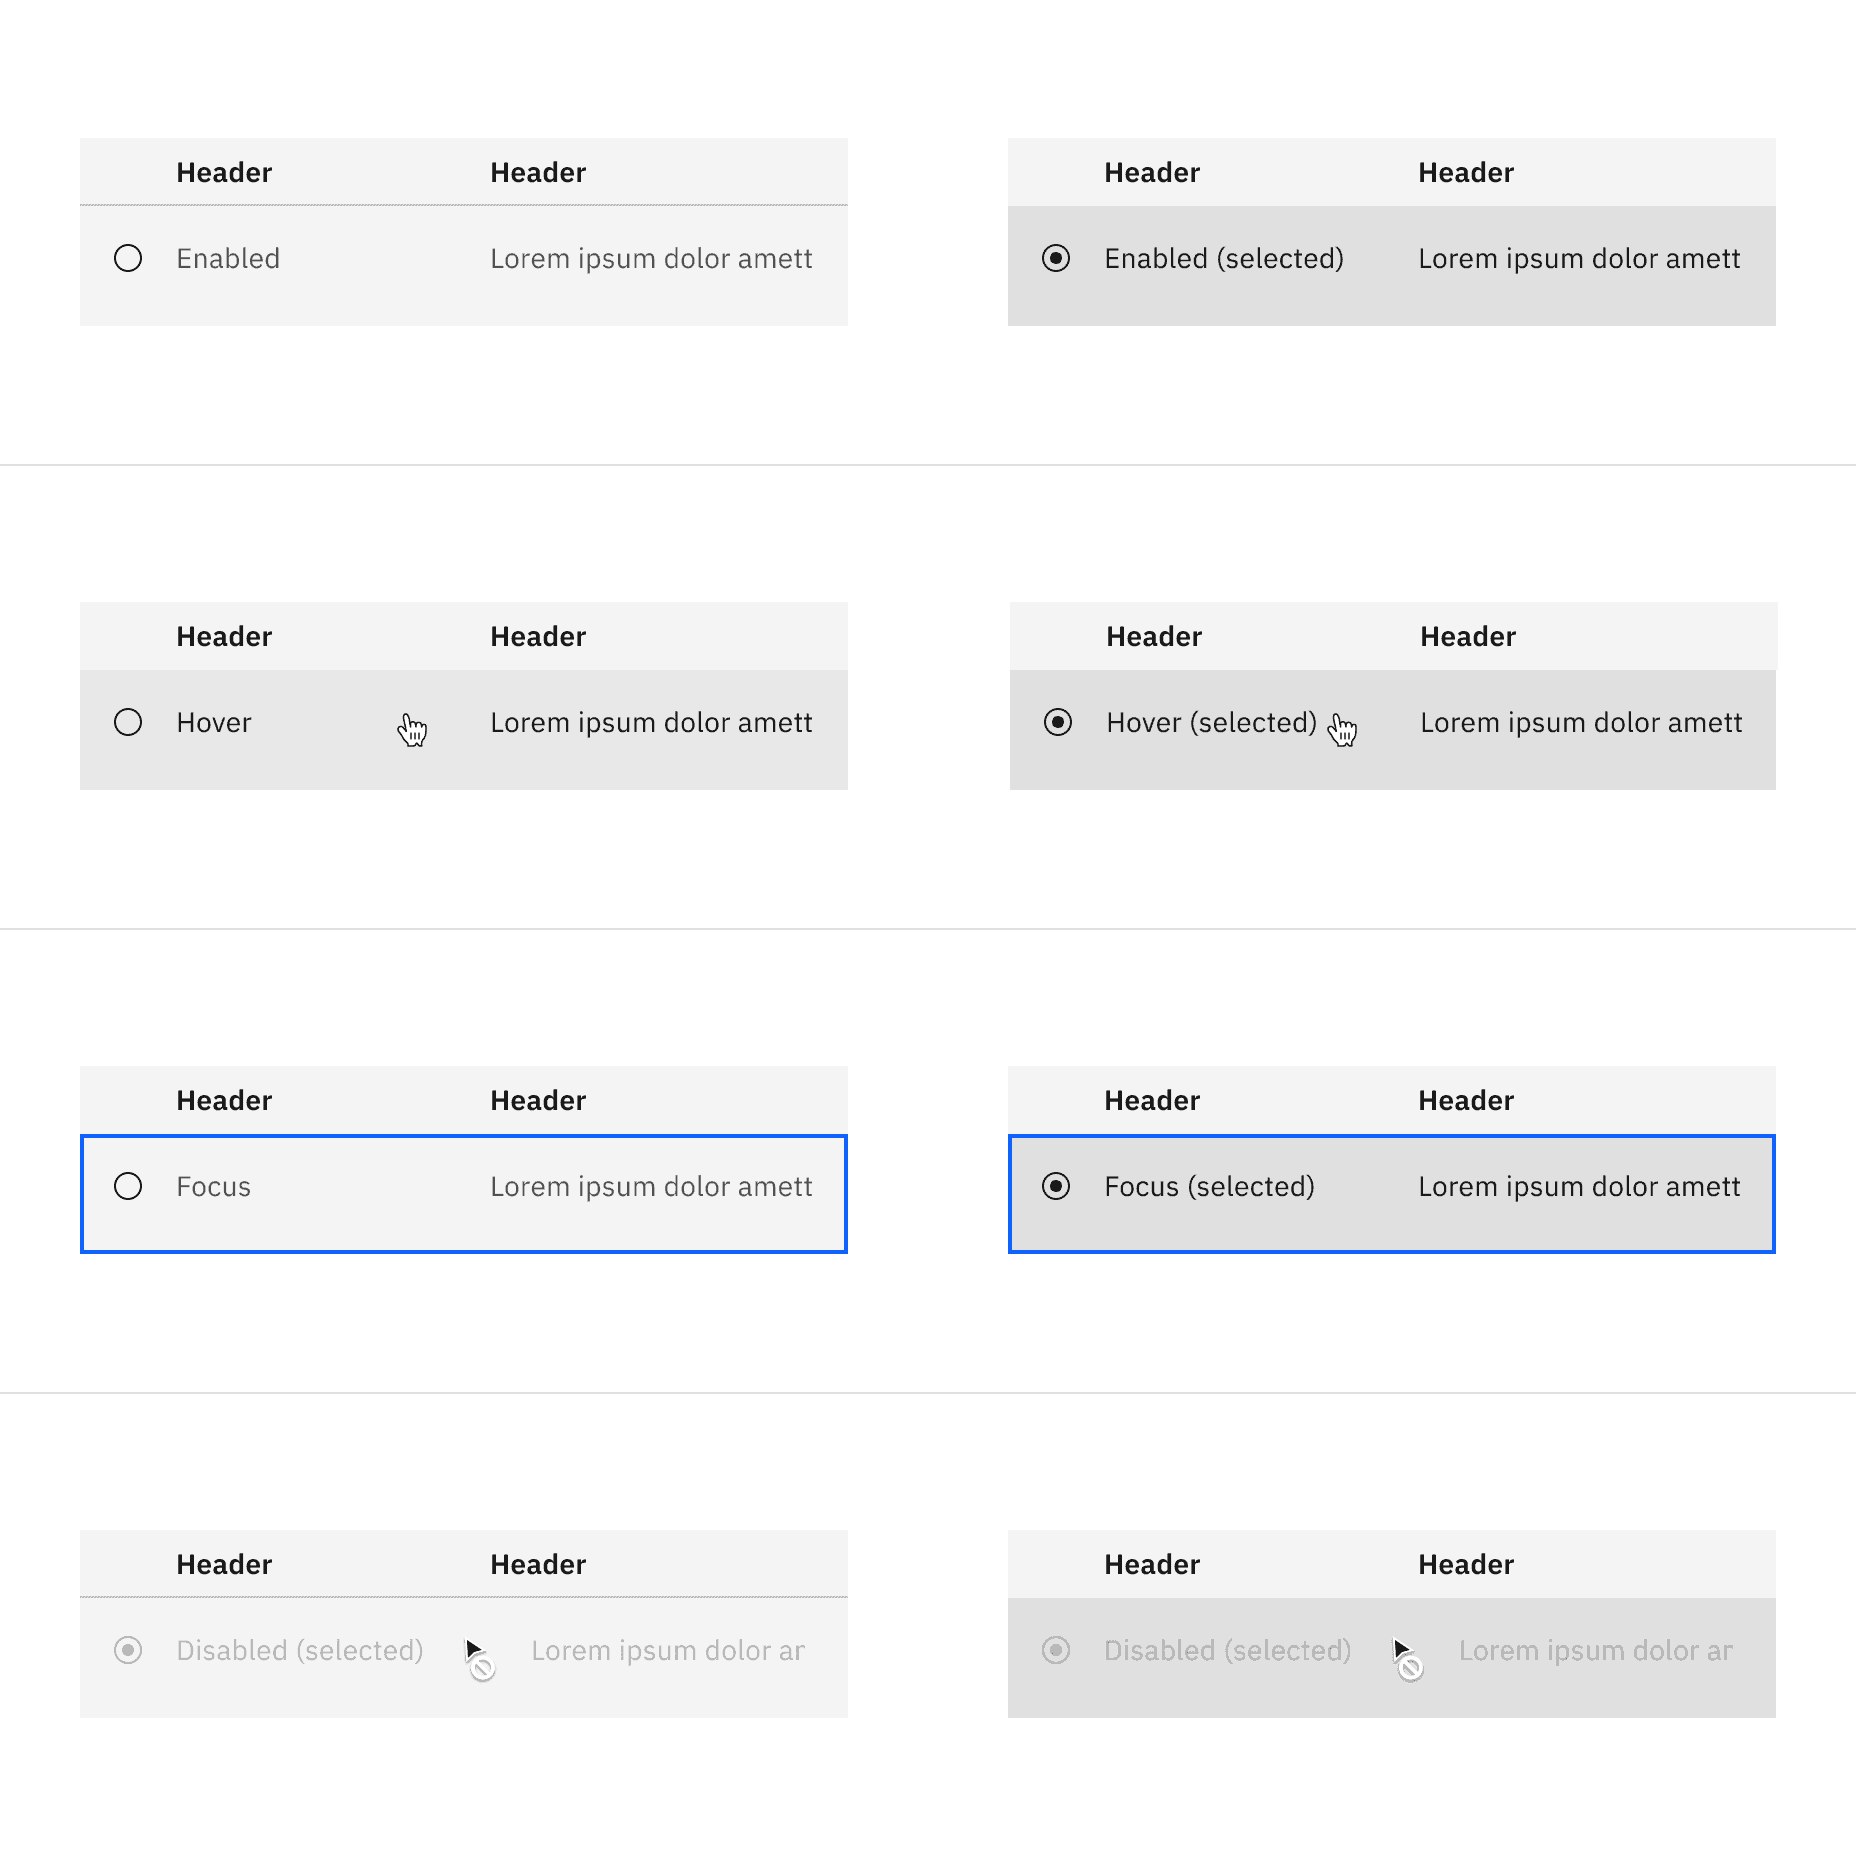 Header Header
Enabled Lorem ipsum dolor amett
Header Header
Enabled (selected) Lorem ipsum dolor amett
Header Header
Hover Lorem ipsum dolor amett
Header Header
Hover (selected) Lorem ipsum dolor amett
Header Header
Focus Lorem ipsum dolor amett
Header Header
Focus (selected) Lorem ipsum dolor amett
Header Header
Disabled (selected) Lorem ipsum dolor ar
Header Header
Disabled (selected) Lorem ipsum dolor ar